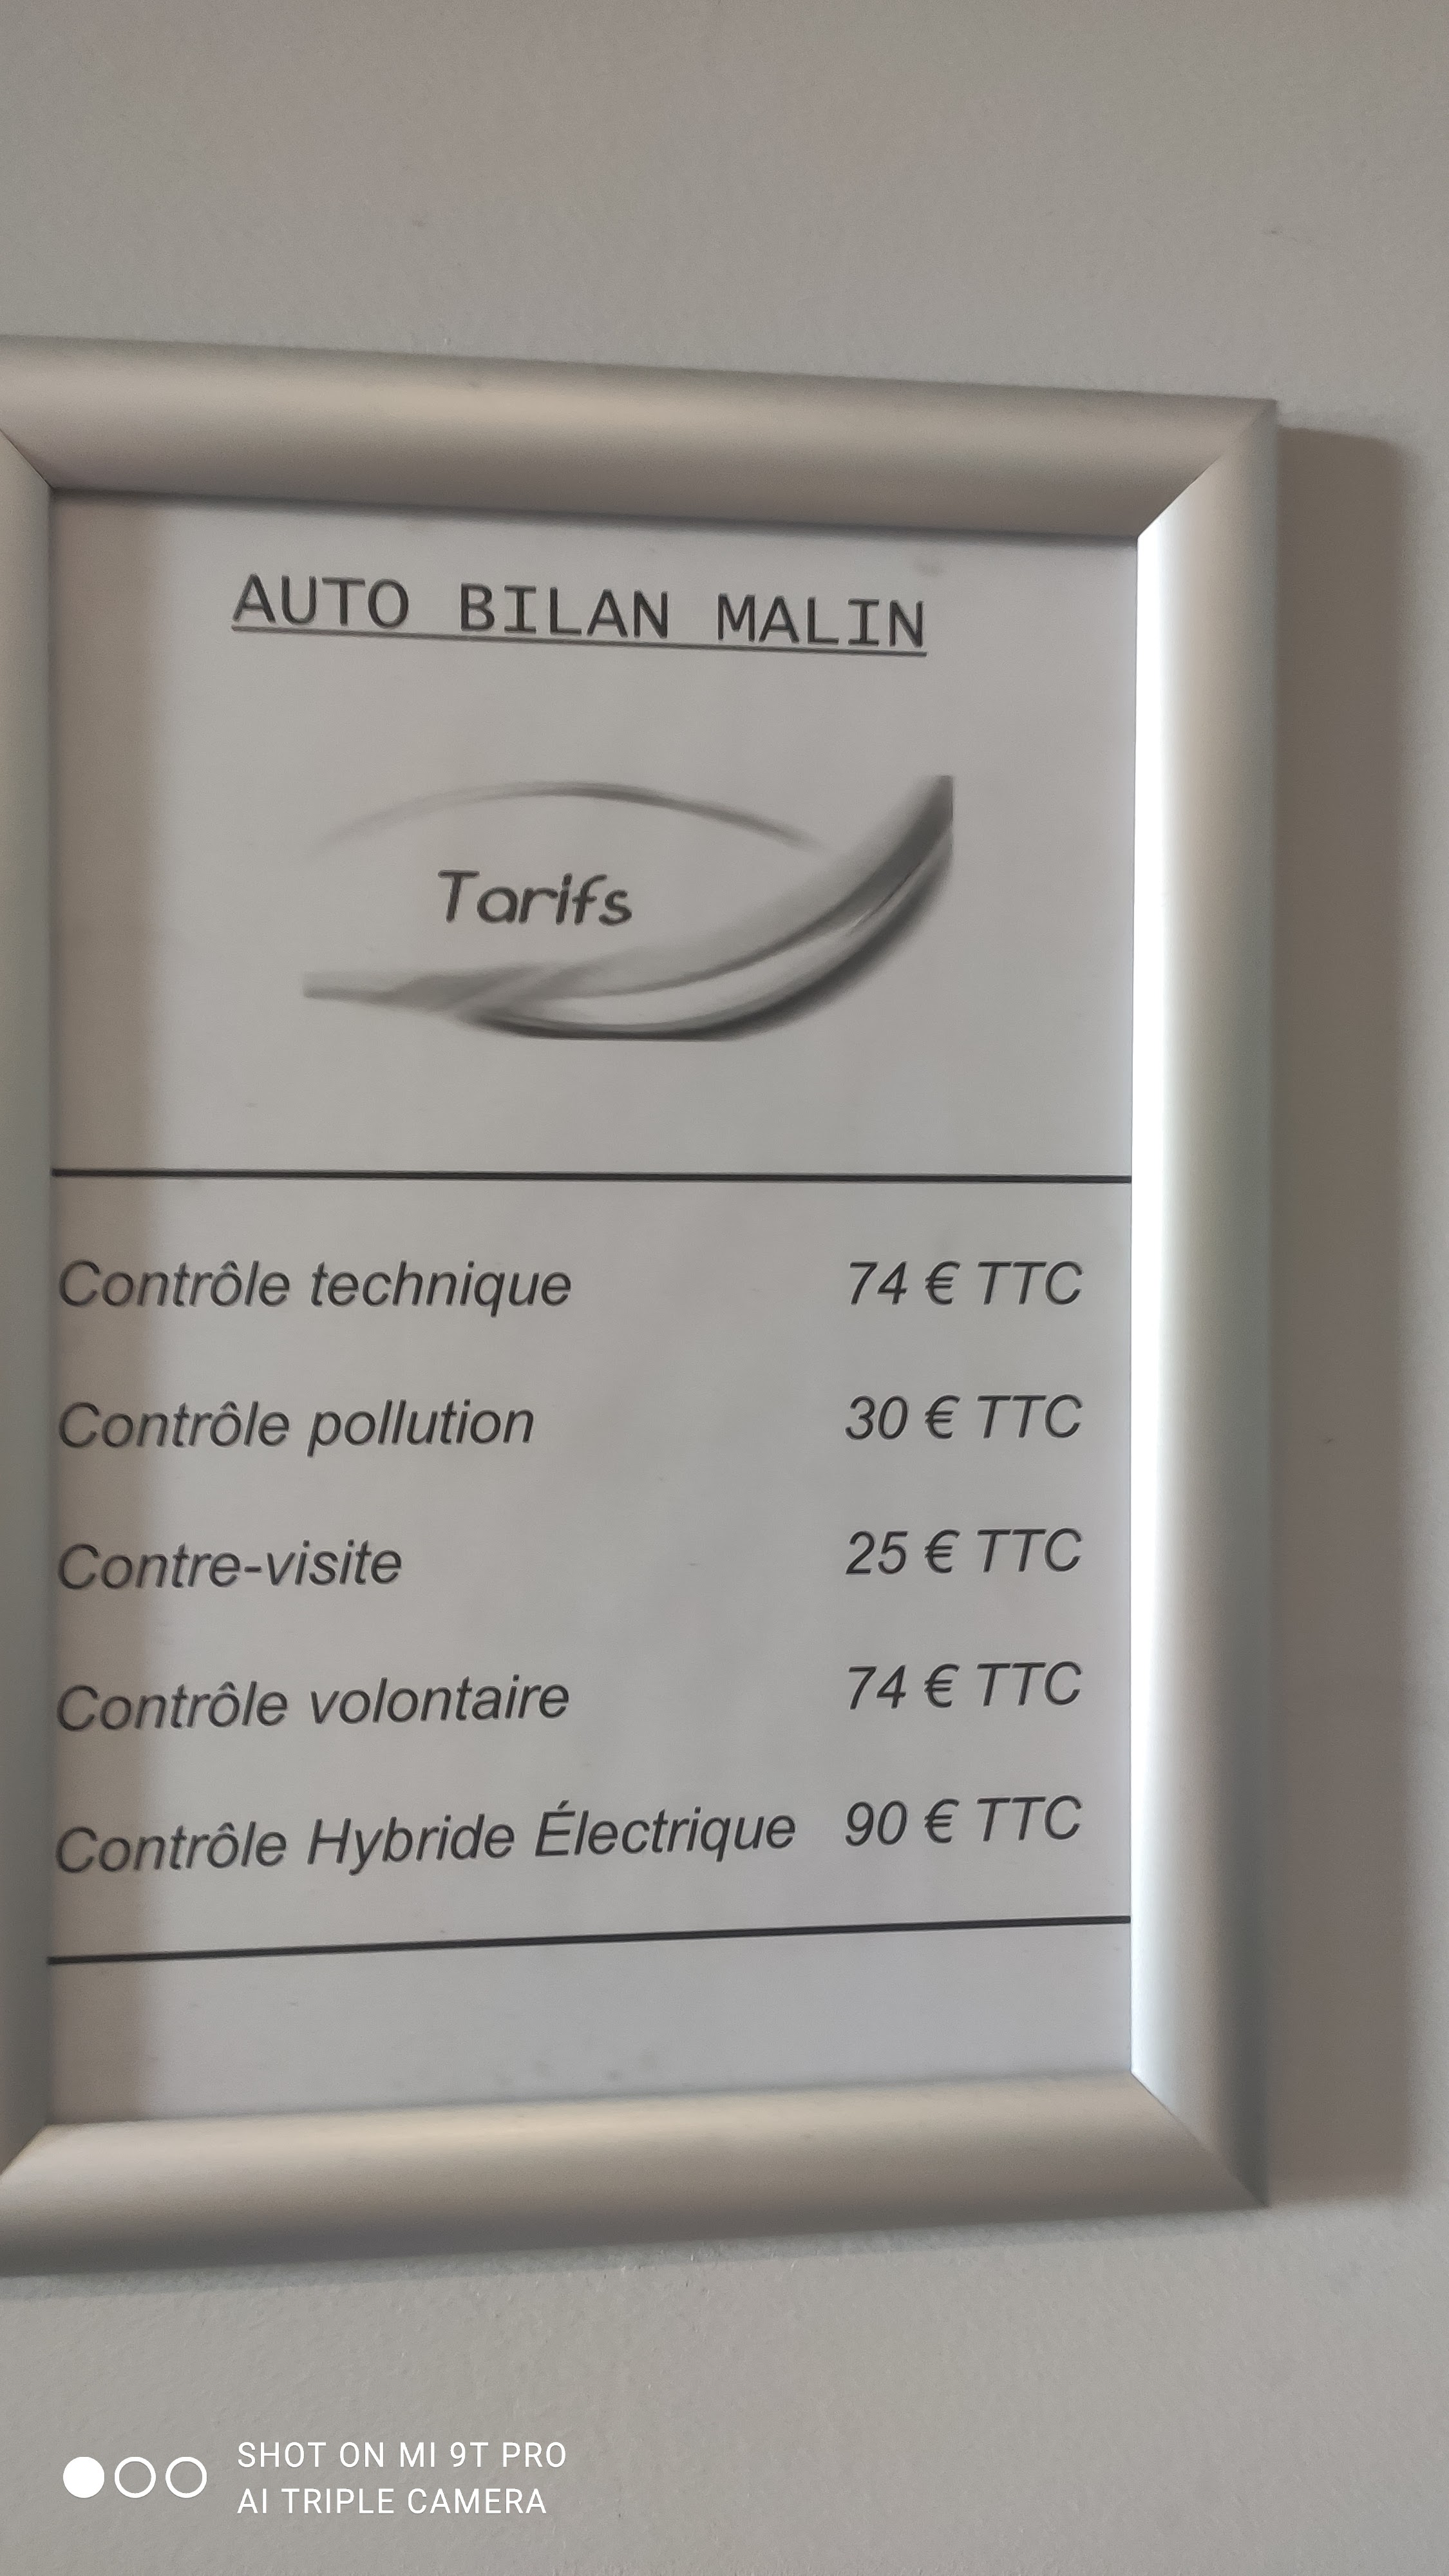 AUTO BILAN MALIN
Tarifs
Contrôle technique 74 € TTC
Contrôle pollution 30 € TTC
Contre-visite 25 € TTC
Contrôle volontaire 74 € TTC
Contrôle Hybride Électrique 90 € TTC
SHOT ON MI 9T PRO
AI TRIPLE CAMERA